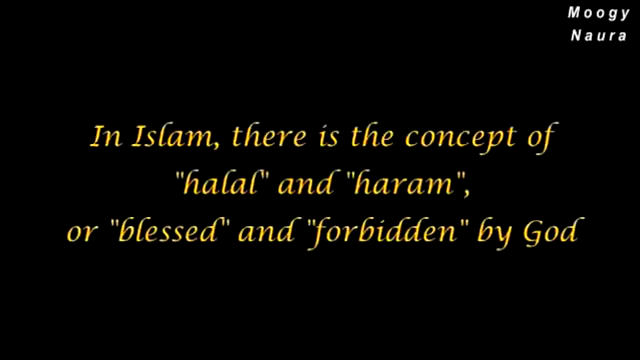 Moogy
Naura
In Islam, there is the concept of
"halal" and "haram",
or "blessed" and "forbidden" by God